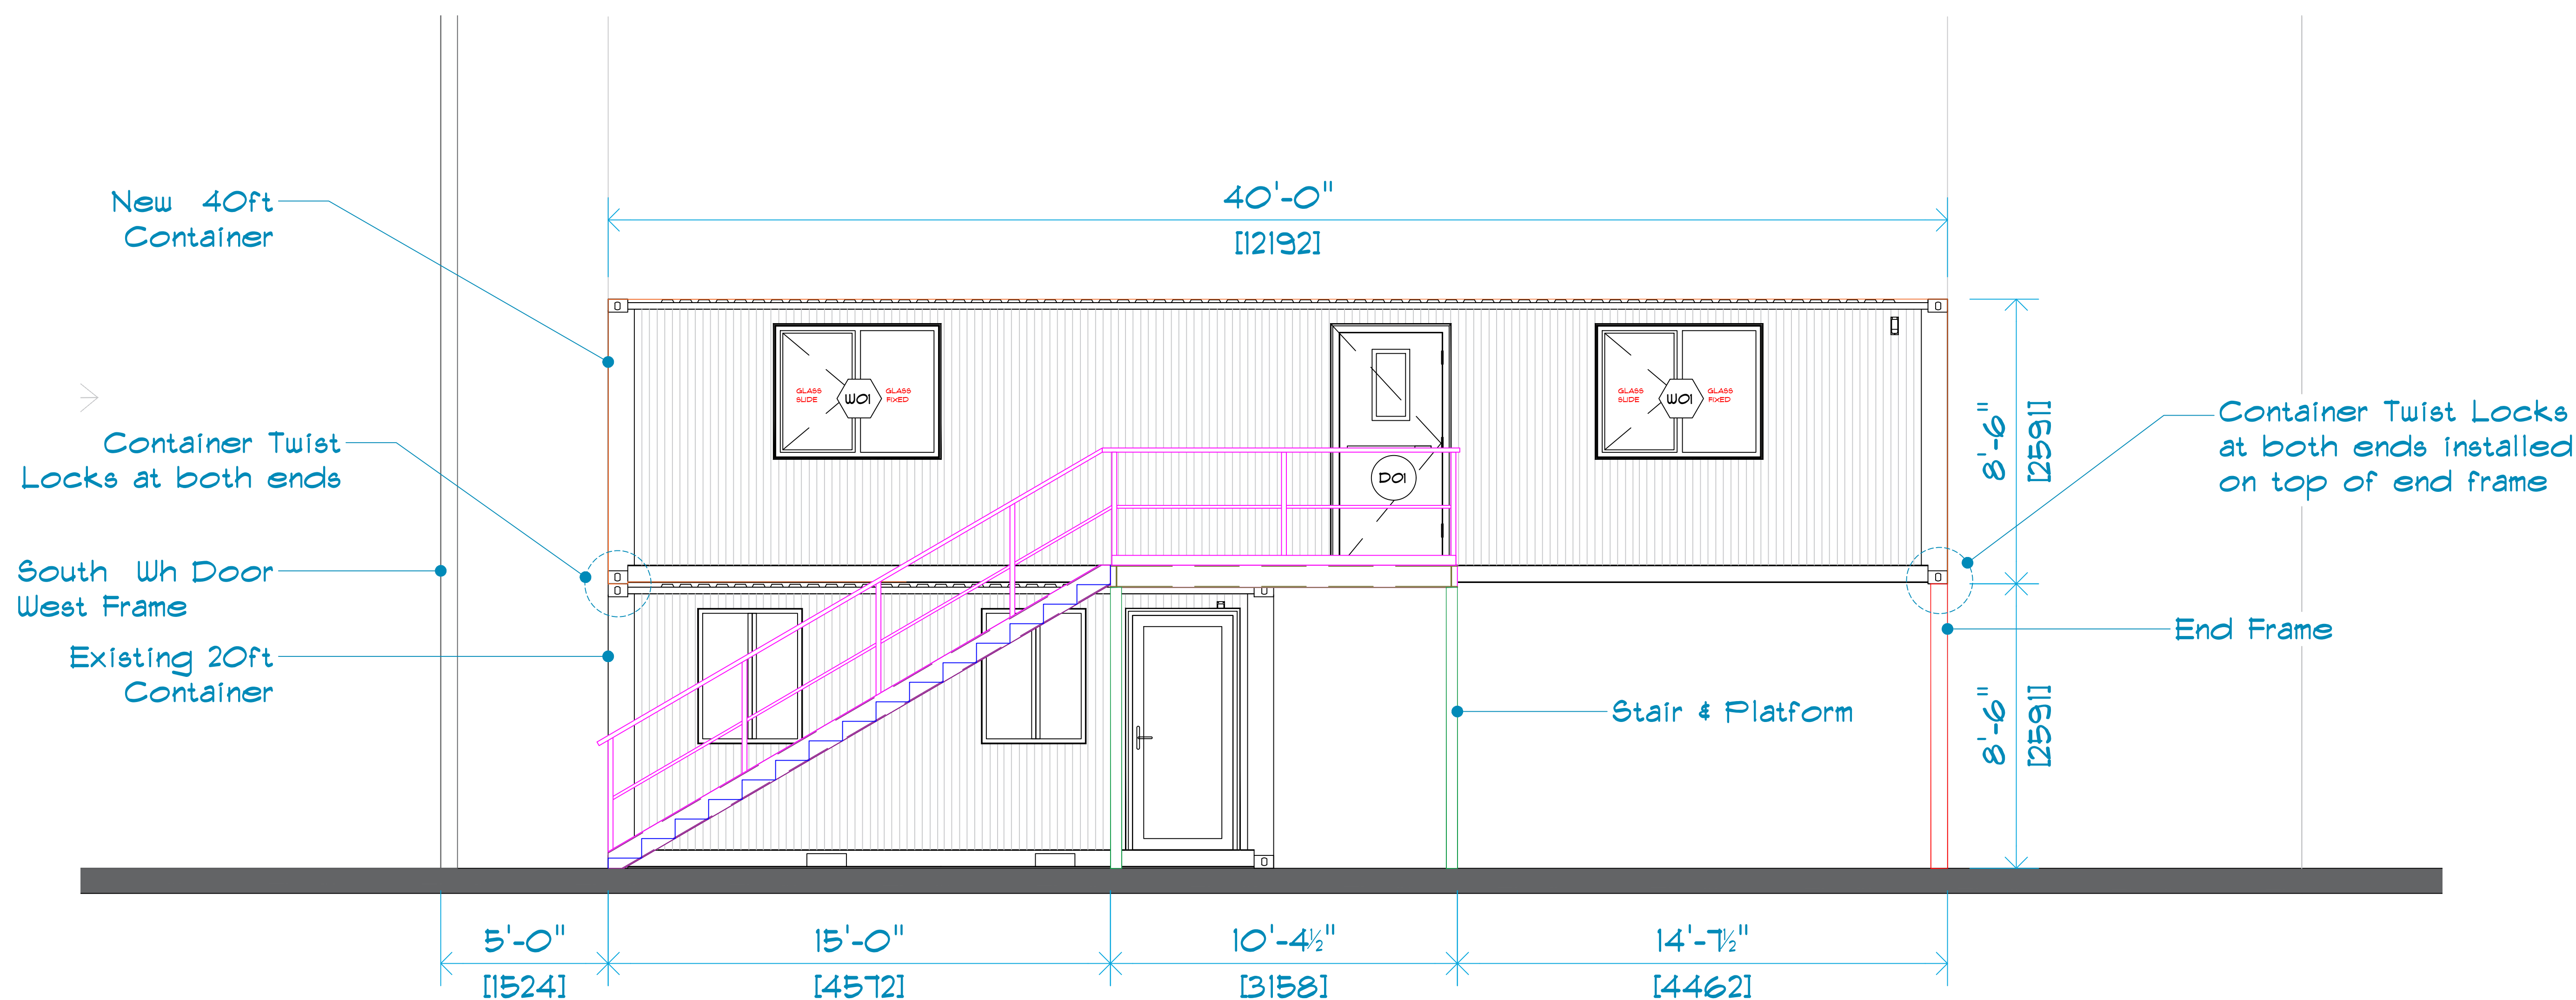 40'-0"
[12192]
New 40ft
Container
GLASS
SLIDE
W01
GLASS
FIXED
GLASS
SLIDE
W01
GLASS
FIXED
D01
Container Twist
Locks at both ends
Container Twist Locks
at both ends installed
on top of end frame
8'-6"
[2591]
South Wh Door
West Frame
Existing 20ft
Container
End Frame
Stair & Platform
8'-6"
[2591]
5'-0"
[1524]
15'-0"
[4572]
10'-4½"
[3158]
14'-7½"
[4462]